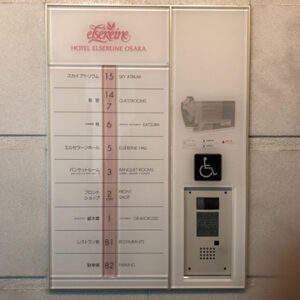 elsereine
HOTEL ELSEREINE OSAKA
スカイアトリウム 15 SKY ATRIUM
客室 14 7 GUESTROOMS
桂 6 KATSURA
エルセラーンホール 5 ELSEREINE HALL
バンケットルーム 3 BANQUET ROOMS
フロント ショップ 2 FRONT SHOP
1
レストラン街 B1 RESTAURANTS
駐車場 B2 PARKING